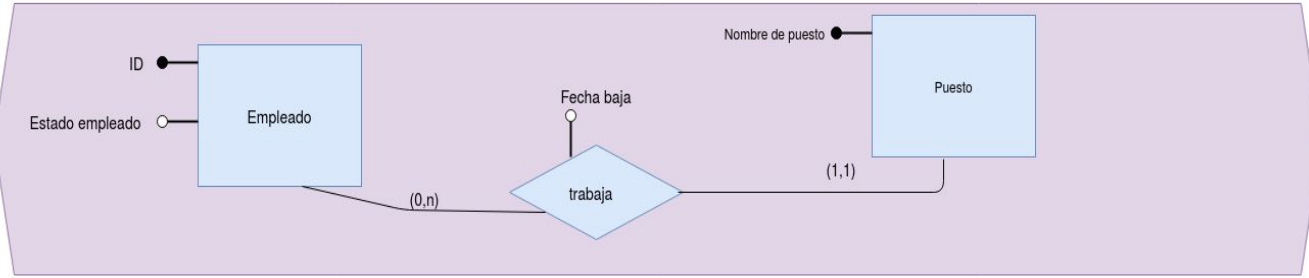 Nombre de puesto
ID
Puesto
Fecha baja
Empleado
Estado empleado
(1,1)
trabaja
(0,n)